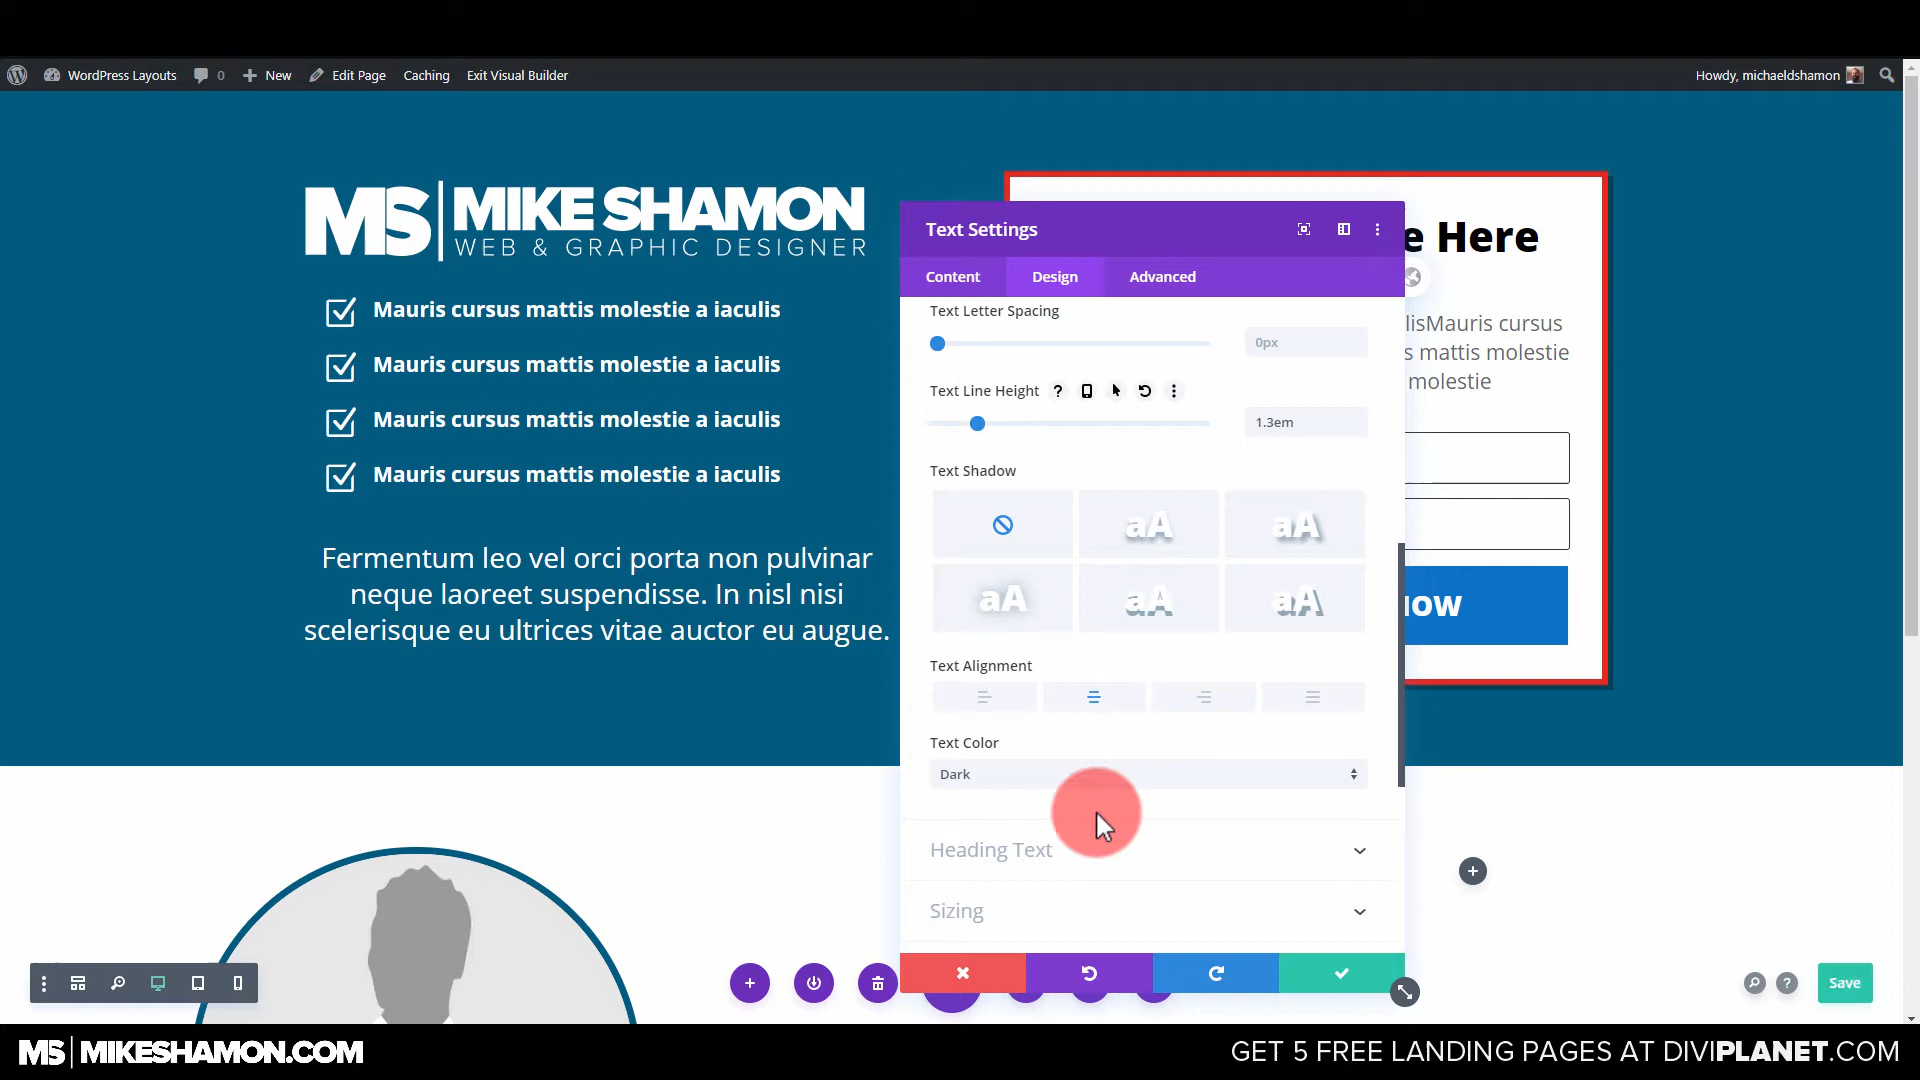 WordPress Layouts 0 New Edit Page Caching Exit Visual Builder Howdy, michaeldshamon
MS MIKE SHAMON
WEB & GRAPHIC DESIGNER
Mauris cursus mattis molestie a iaculis
Mauris cursus mattis molestie a iaculis
Mauris cursus mattis molestie a iaculis
Mauris cursus mattis molestie a iaculis
Fermentum leo vel orci porta non pulvinar
neque laoreet suspendisse. In nisl nisi
scelerisque eu ultrices vitae auctor eu augue.
Text Settings
Content Design Advanced
Text Letter Spacing
0px
Text Line Height ?
1.3em
Text Shadow
aA aA
aA aA aA
Text Alignment
Text Color
Dark
Heading Text
Sizing
e Here
lisMauris cursus
s mattis molestie
molestie
NOW
? Save
MS MIKESHAMON.COM
GET 5 FREE LANDING PAGES AT DIVIPLANET.COM